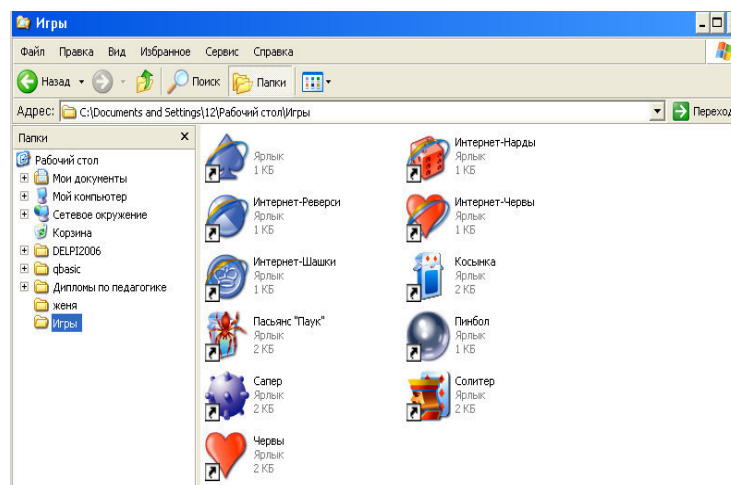 Игры
Файл Правка Вид Избранное Сервис Справка
Назад Поиск Папки
Адрес: C:\Documents and Settings\12\Рабочий стол\Игры Переход
Папки X
Рабочий стол
Мои документы
Мой компьютер
Сетевое окружение
Корзина
DELPI2006
qbasic
Дипломы по педагогике
женя
Игры
Ярлык
1 КБ
Интернет-Нарды
Ярлык
1 КБ
Интернет-Реверси
Ярлык
1 КБ
Интернет-Червы
Ярлык
1 КБ
Интернет-Шашки
Ярлык
1 КБ
Косынка
Ярлык
2 КБ
Пасьянс "Паук"
Ярлык
2 КБ
Пинбол
Ярлык
1 КБ
Сапер
Ярлык
2 КБ
Солитер
Ярлык
2 КБ
Червы
Ярлык
2 КБ